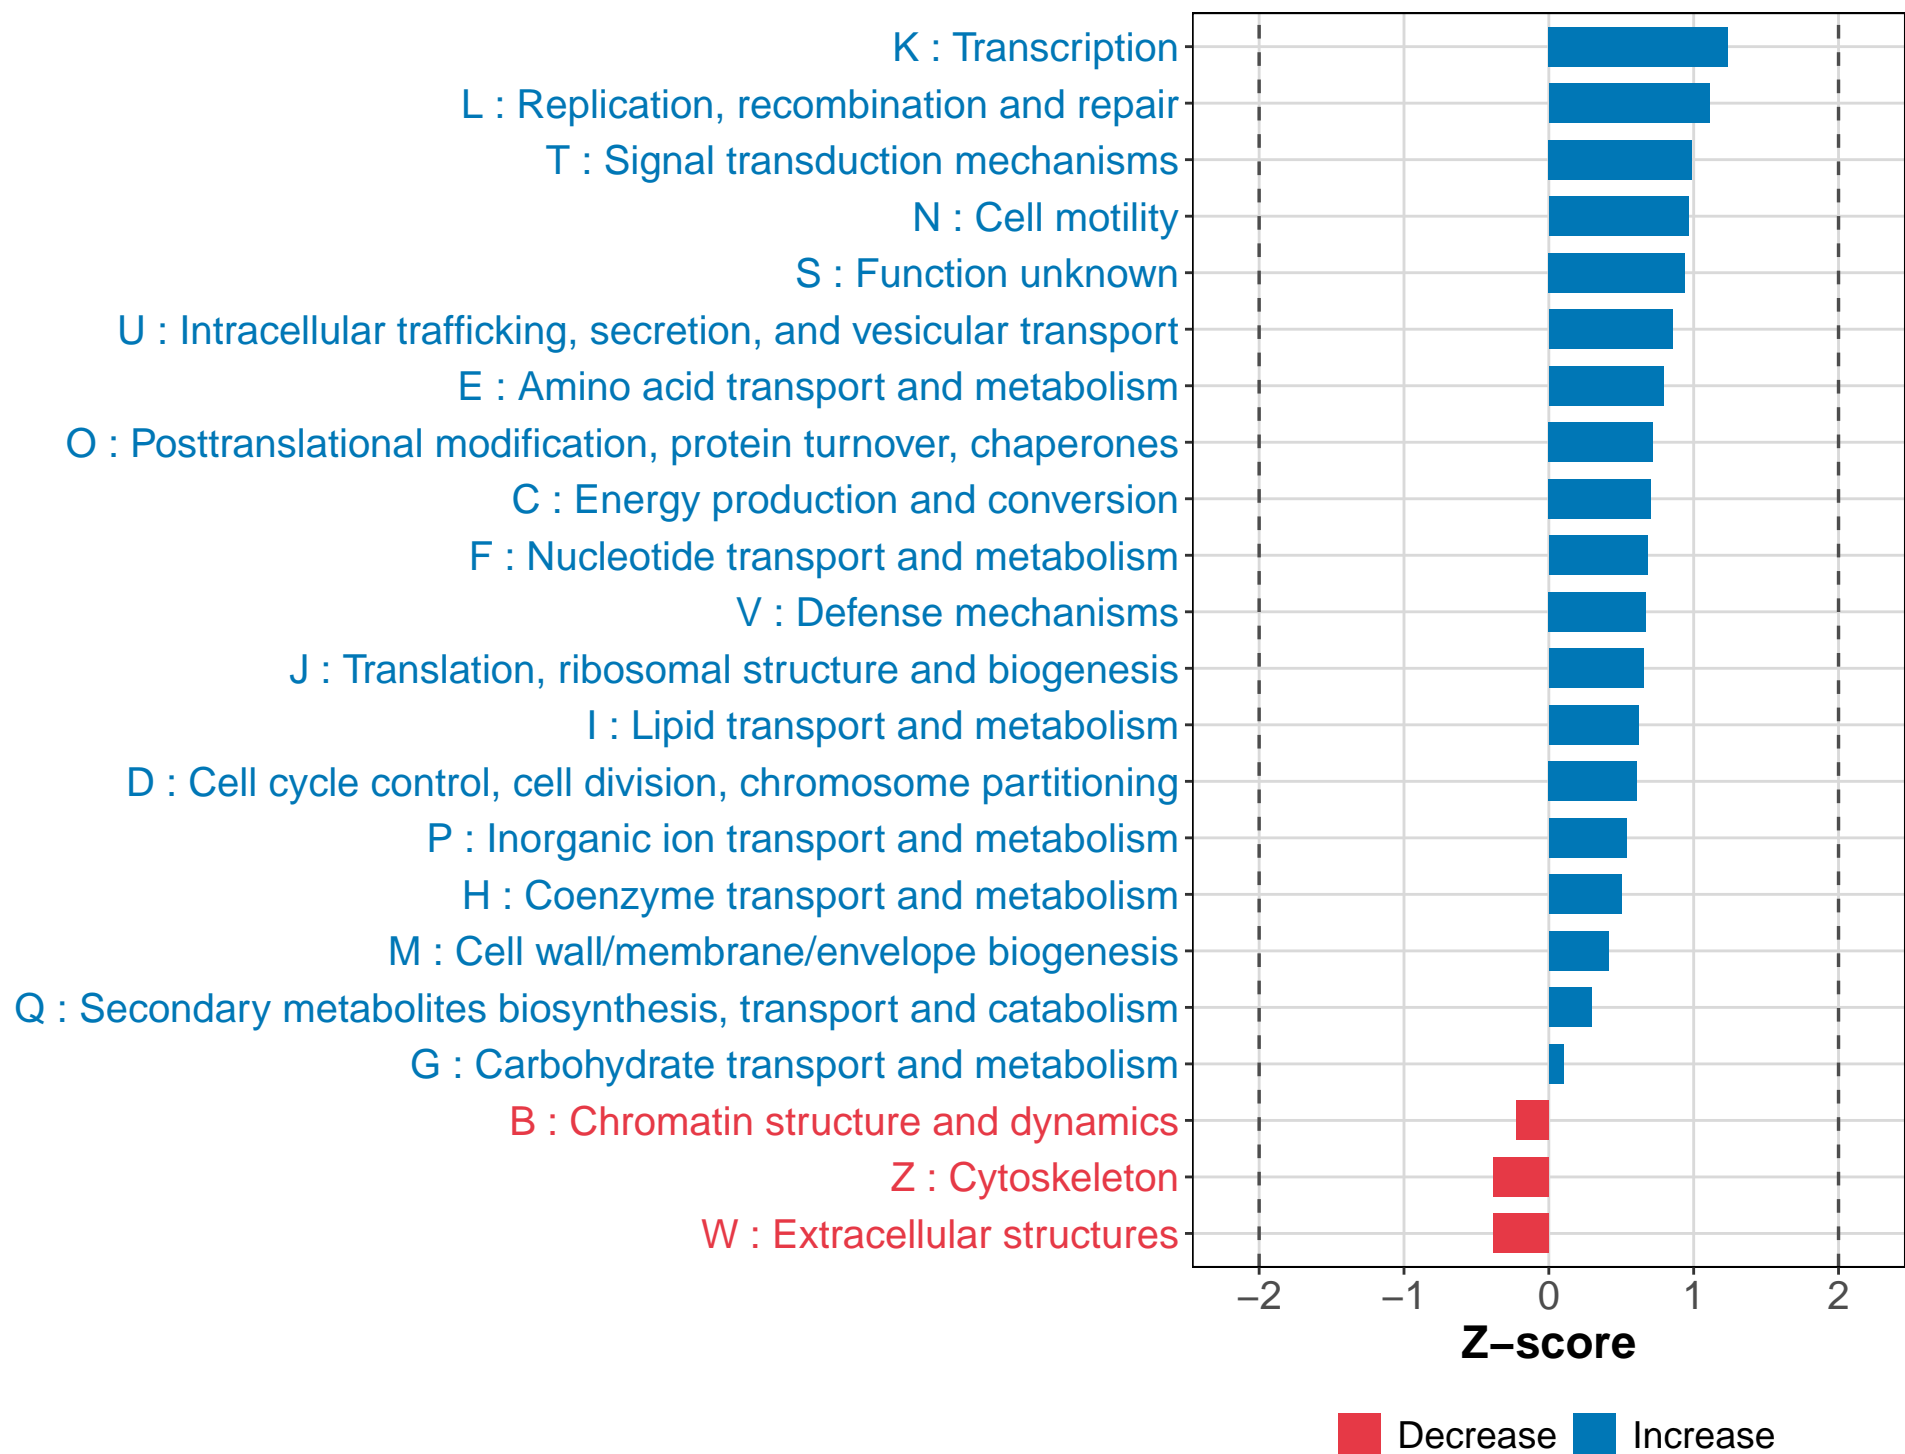 K : Transcription
L : Replication, recombination and repair
T : Signal transduction mechanisms
N : Cell motility
S : Function unknown
U : Intracellular trafficking, secretion, and vesicular transport
E : Amino acid transport and metabolism
O : Posttranslational modification, protein turnover, chaperones
C : Energy production and conversion
F : Nucleotide transport and metabolism
V : Defense mechanisms
J : Translation, ribosomal structure and biogenesis
I : Lipid transport and metabolism
D : Cell cycle control, cell division, chromosome partitioning
P : Inorganic ion transport and metabolism
H : Coenzyme transport and metabolism
M : Cell wall/membrane/envelope biogenesis
Q : Secondary metabolites biosynthesis, transport and catabolism
G : Carbohydrate transport and metabolism
B : Chromatin structure and dynamics
Z : Cytoskeleton
W : Extracellular structures
−2 −1 0 1 2
Z−score
Decrease Increase